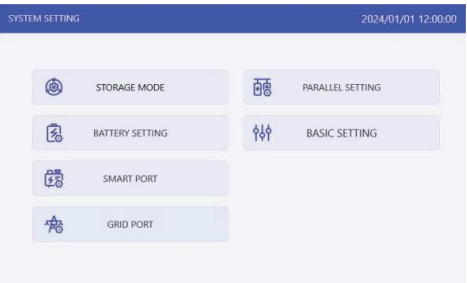 SYSTEM SETTING
2024/01/01 12:00:00
STORAGE MODE
PARALLEL SETTING
BATTERY SETTING
BASIC SETTING
SMART PORT
GRID PORT